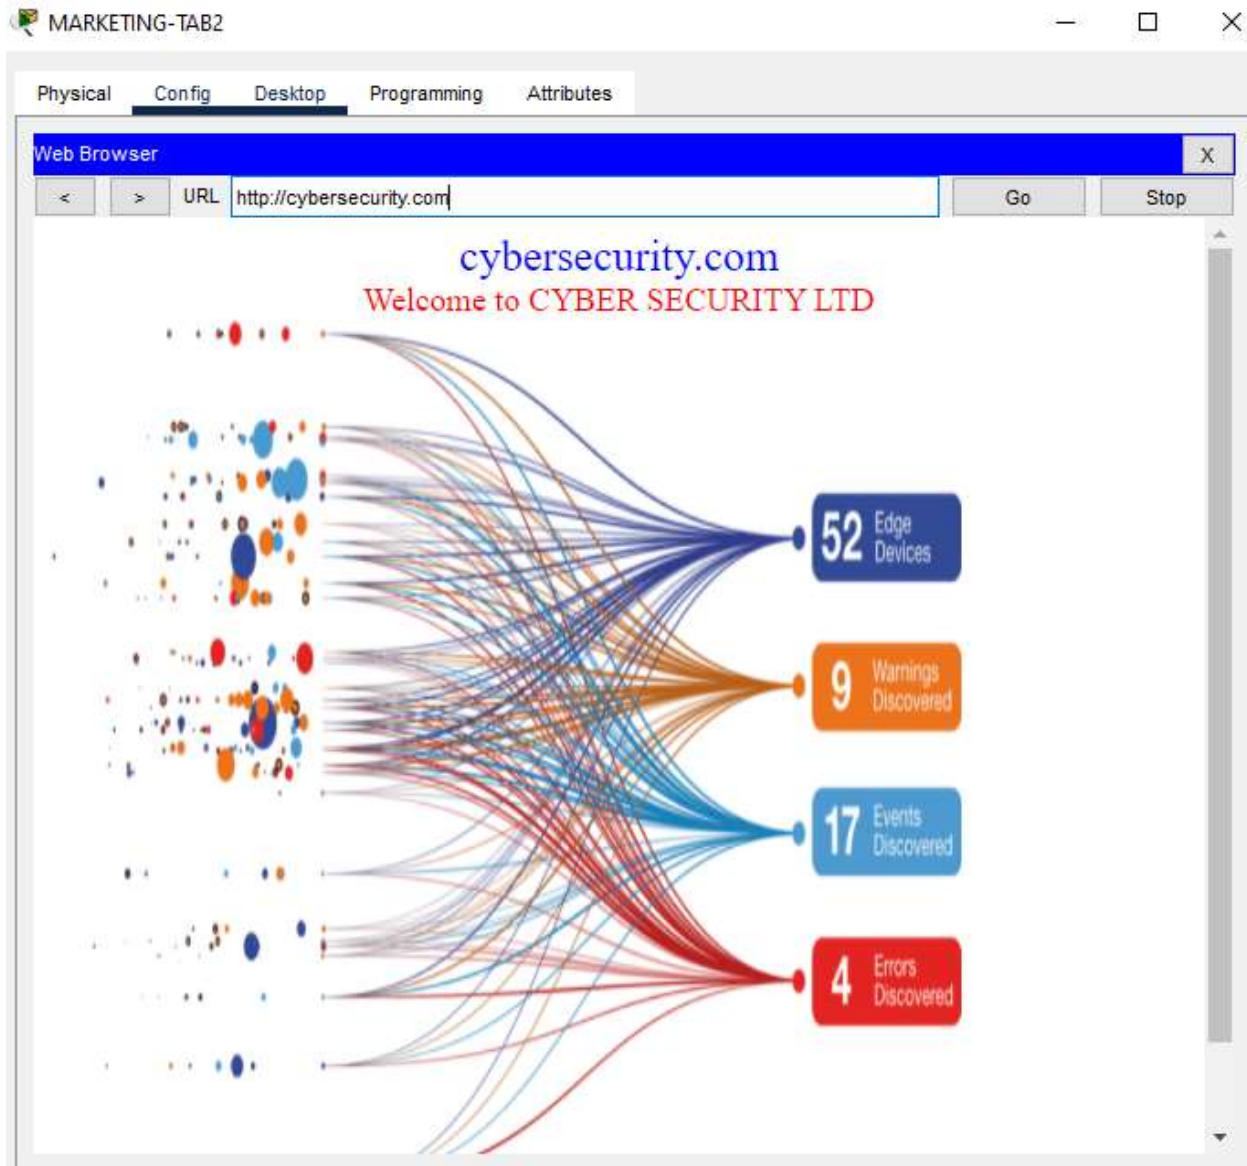 MARKETING-TAB2
Physical Config Desktop Programming Attributes
Web Browser X
< > URL http://cybersecurity.com Go Stop
cybersecurity.com
Welcome to CYBER SECURITY LTD
52 Edge
Devices
9 Warnings
Discovered
17 Events
Discovered
4 Errors
Discovered